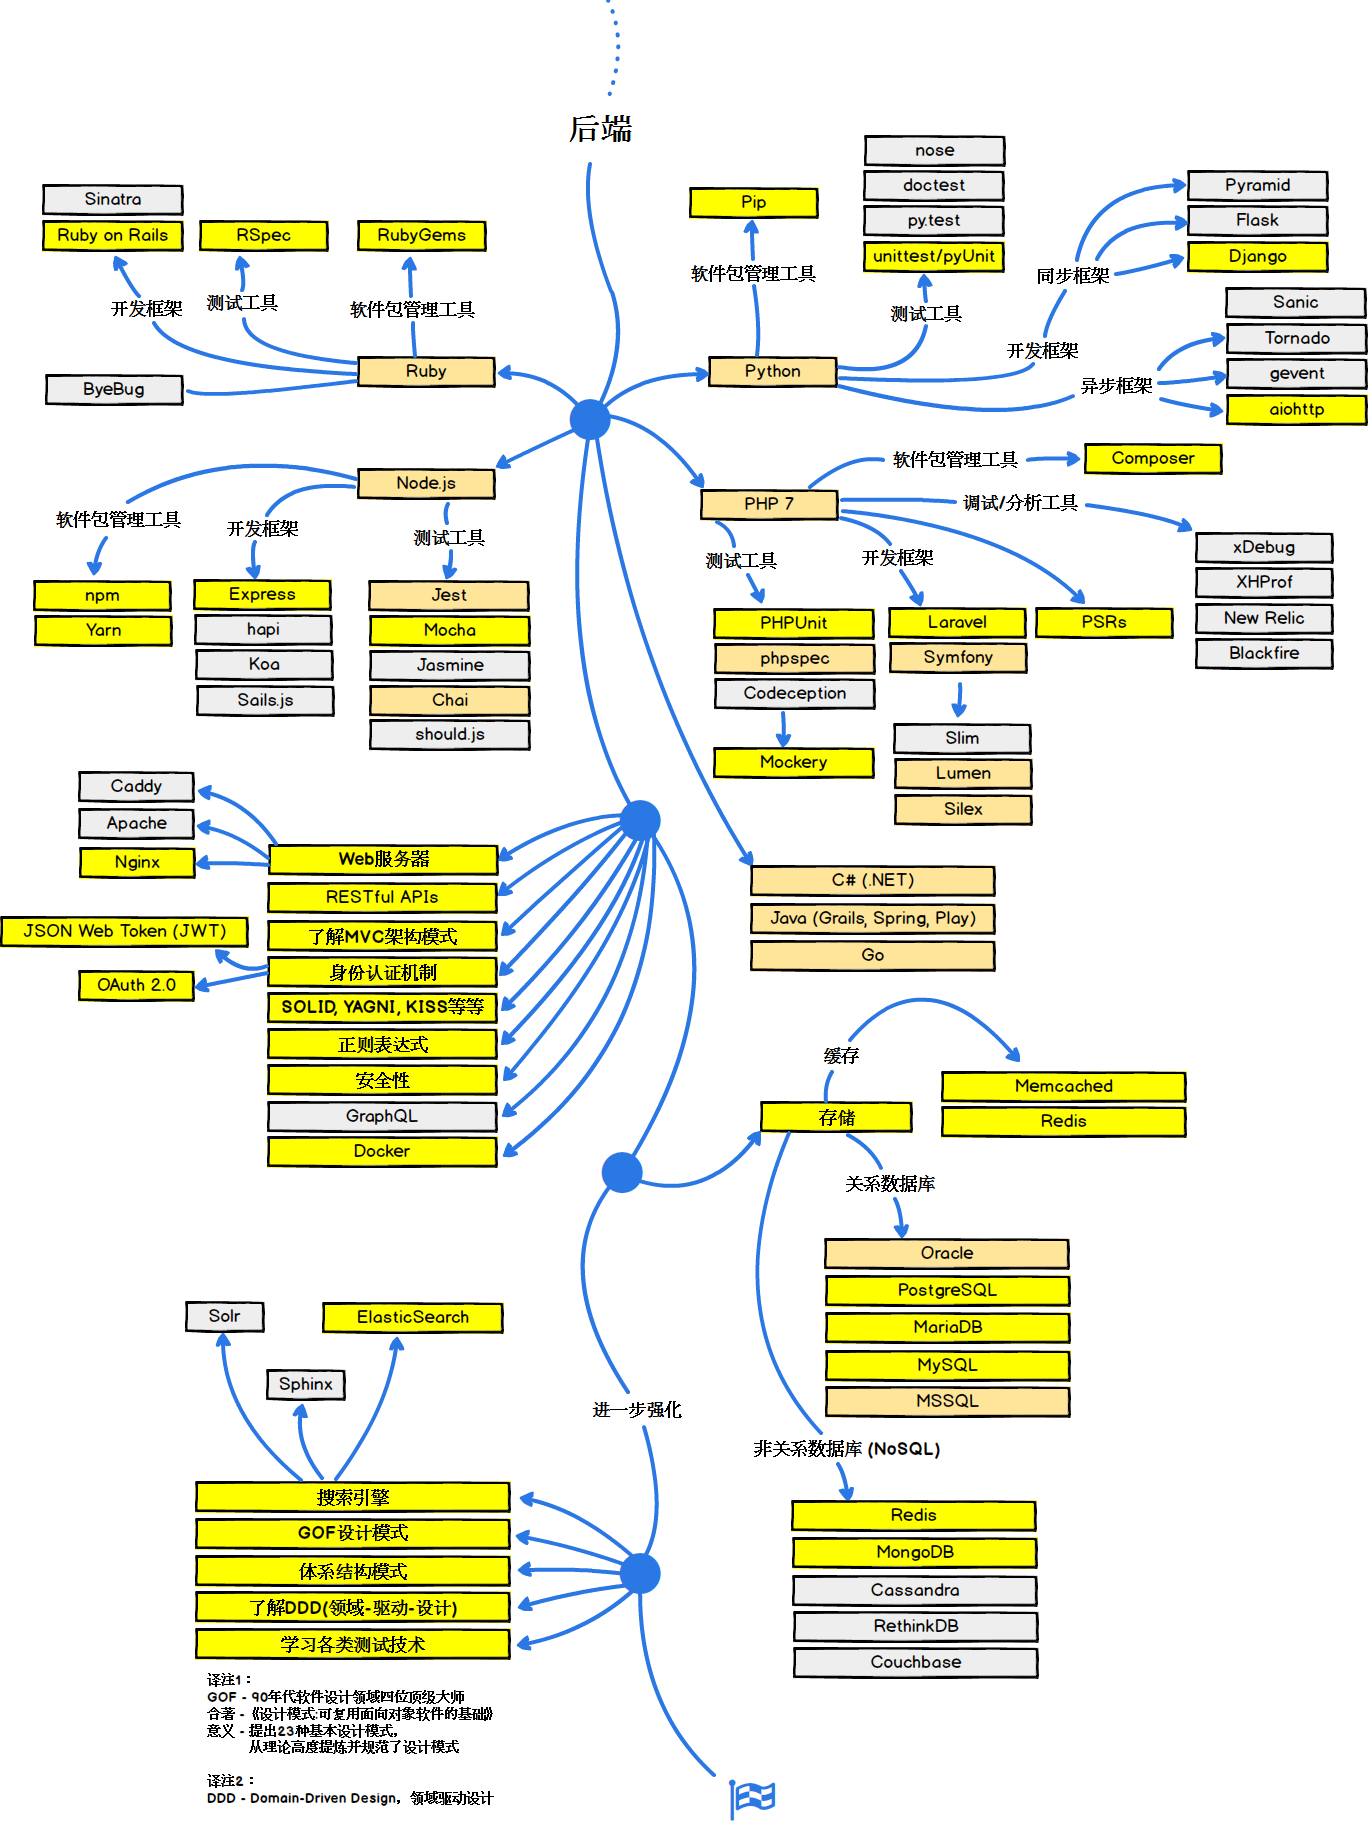 后端
Sinatra
Ruby on Rails
RSpec
RubyGems
开发框架
测试工具
软件包管理工具
Ruby
ByeBug
Pip
软件包管理工具
nose
doctest
py.test
unittest/pyUnit
测试工具
Python
Pyramid
Flask
Django
同步框架
开发框架
Sanic
Tornado
gevent
aiohttp
异步框架
Node.js
软件包管理工具
开发框架
测试工具
npm
Yarn
Express
hapi
Koa
Sails.js
Jest
Mocha
Jasmine
Chai
should.js
PHP 7
软件包管理工具
Composer
调试/分析工具
xDebug
XHProf
New Relic
Blackfire
测试工具
开发框架
PHPUnit
phpspec
Codeception
Mockery
Laravel
Symfony
Slim
Lumen
Silex
PSRs
Caddy
Apache
Nginx
Web服务器
RESTful APIs
了解MVC架构模式
JSON Web Token (JWT)
OAuth 2.0
身份认证机制
SOLID, YAGNI, KISS等等
正则表达式
安全性
GraphQL
Docker
C# (.NET)
Java (Grails, Spring, Play)
Go
缓存
Memcached
Redis
存储
关系数据库
Oracle
PostgreSQL
MariaDB
MySQL
MSSQL
非关系数据库 (NoSQL)
Redis
MongoDB
Cassandra
RethinkDB
Couchbase
进一步强化
Solr
ElasticSearch
Sphinx
搜索引擎
GOF设计模式
体系结构模式
了解DDD(领域-驱动-设计)
学习各类测试技术
译注1：
GOF - 90年代软件设计领域四位顶级大师
合著 -《设计模式:可复用面向对象软件的基础》
意义 - 提出23种基本设计模式，
从理论高度提炼并规范了设计模式
译注2：
DDD - Domain-Driven Design，领域驱动设计